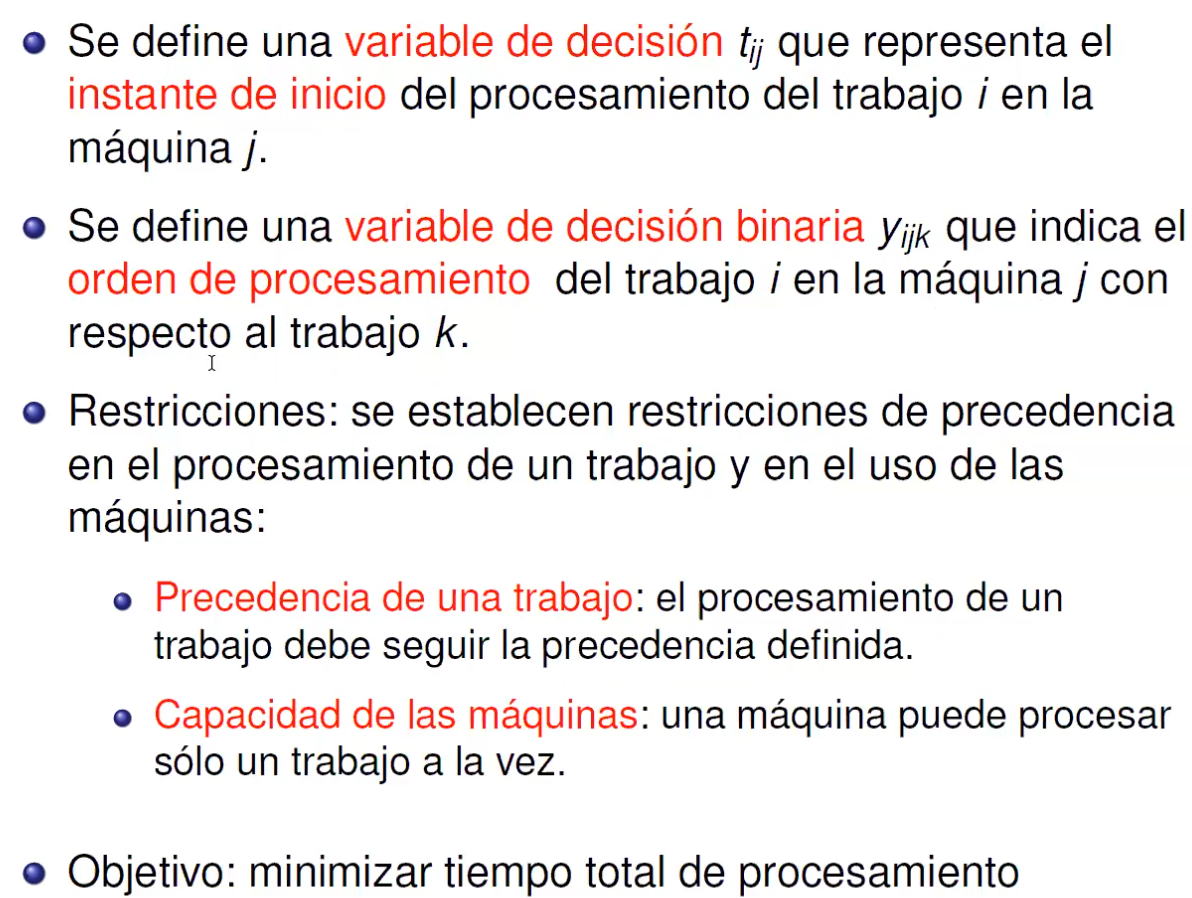 Se define una variable de decisión tij que representa el
instante de inicio del procesamiento del trabajo i en la
máquina j.
Se define una variable de decisión binaria yijk que indica el
orden de procesamiento del trabajo i en la máquina j con
respecto al trabajo k.
Restricciones: se establecen restricciones de precedencia
en el procesamiento de un trabajo y en el uso de las
máquinas:
Precedencia de una trabajo: el procesamiento de un
trabajo debe seguir la precedencia definida.
Capacidad de las máquinas: una máquina puede procesar
sólo un trabajo a la vez.
Objetivo: minimizar tiempo total de procesamiento